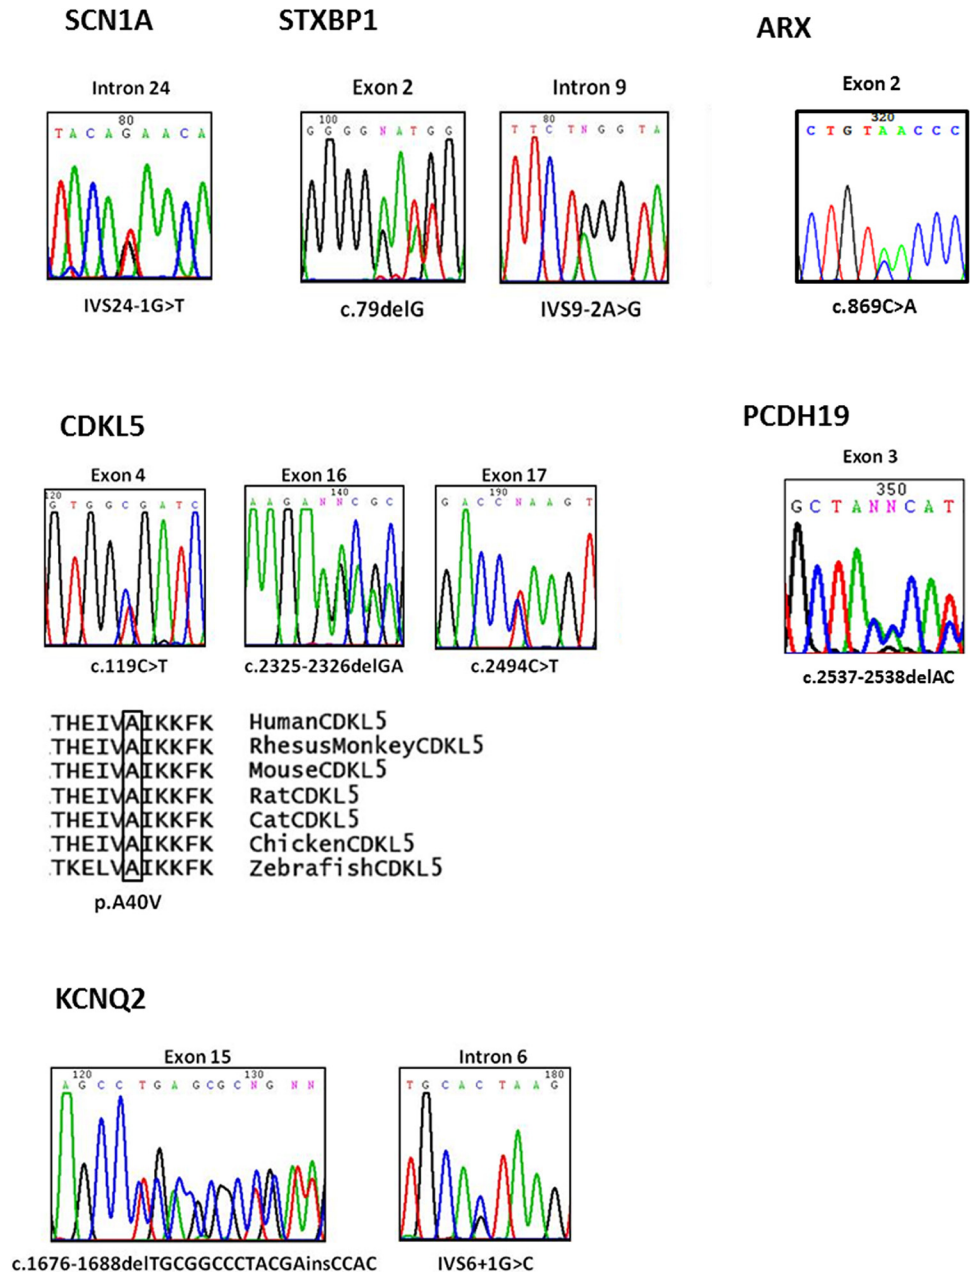 SCN1A STXBP1 ARX
Intron 24 Exon 2 Intron 9 Exon 2
80
T A C A G A A C A
100
G G G G N A T G G
80
T T C T N G G T A
320
C T G T A A C C C
IVS24-1G>T c.79delG IVS9-2A>G c.869C>A
CDKL5 PCDH19
Exon 4 Exon 16 Exon 17 Exon 3
120
G T G G C G A T C
140
A A G A N N C G C
190
G A C C N A A G T
350
G C T A N N C A T
c.119C>T c.2325-2326delGA c.2494C>T c.2537-2538delAC
.THEIVAIKKFK HumanCDKL5
.THEIVAIKKFK RhesusMonkeyCDKL5
.THEIVAIKKFK MouseCDKL5
.THEIVAIKKFK RatCDKL5
.THEIVAIKKFK CatCDKL5
.THEIVAIKKFK ChickenCDKL5
.TKELVAIKKFK ZebrafishCDKL5
p.A40V
KCNQ2
Exon 15 Intron 6
120 130
A G C C T G A G C G C N G N N
180
T G C A C T A A G
c.1676-1688delTGCGGCCCTACGAinsCCAC IVS6+1G>C